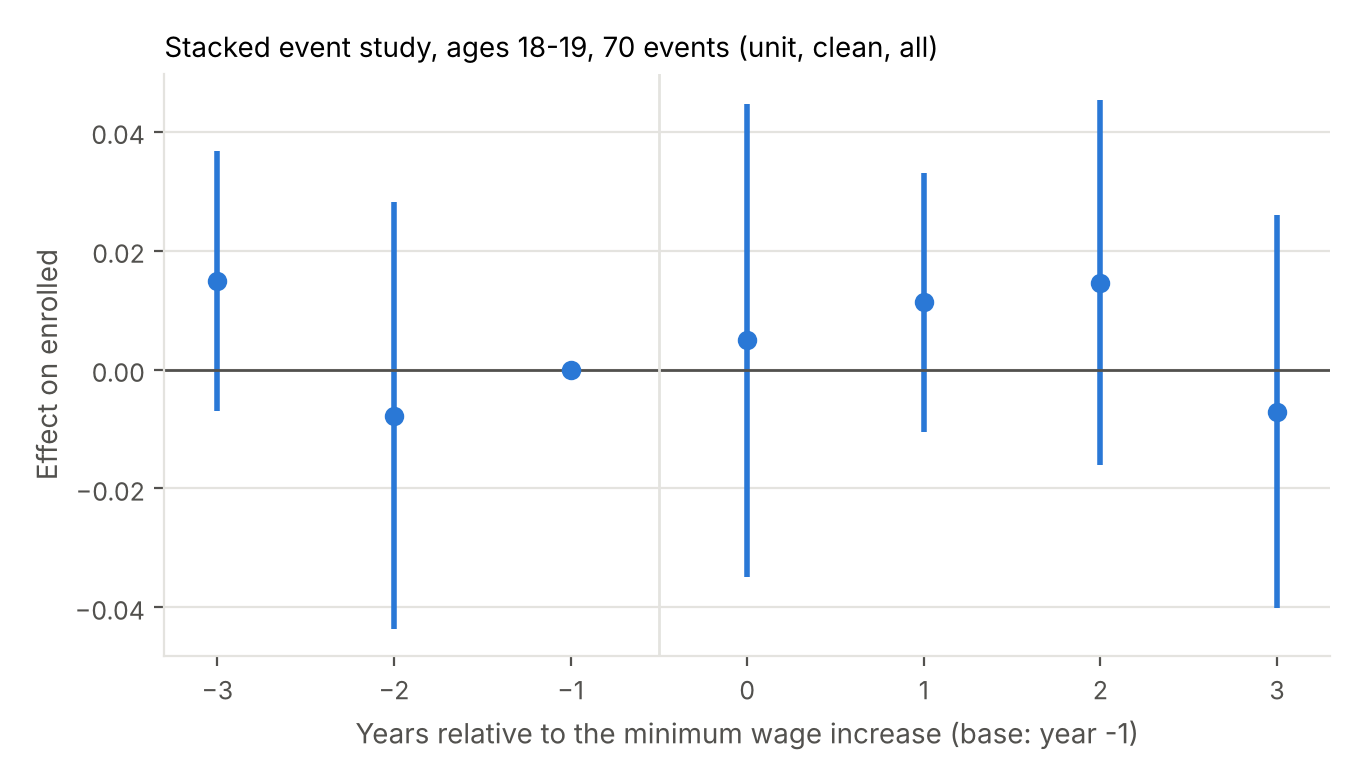 Stacked event study, ages 18-19, 70 events (unit, clean, all)
Effect on enrolled
0.04
0.02
0.00
−0.02
−0.04
−3 −2 −1 0 1 2 3
Years relative to the minimum wage increase (base: year -1)